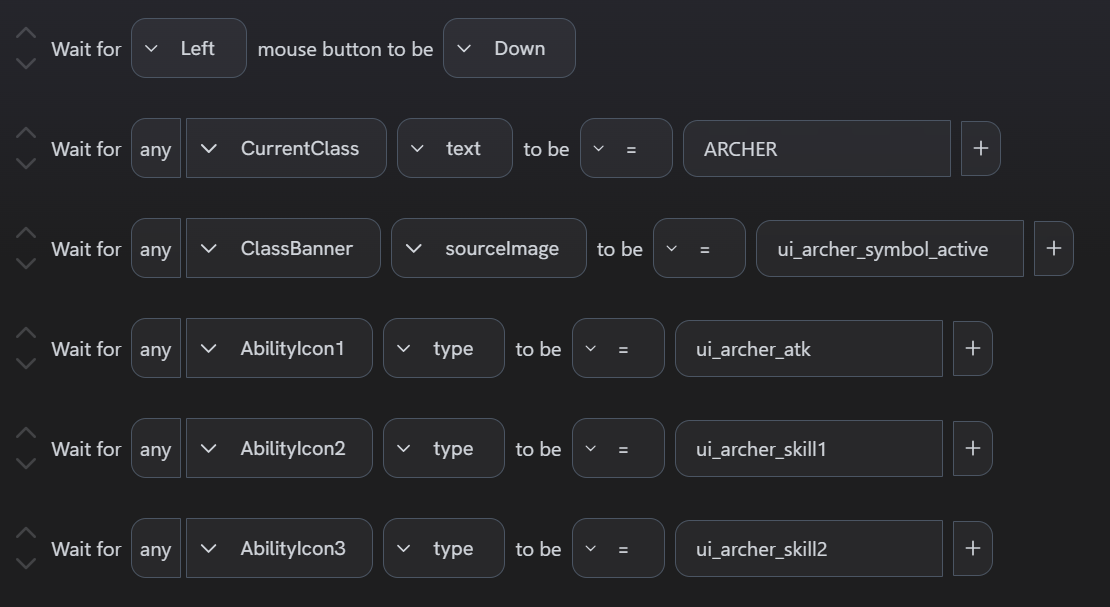 Wait for Left mouse button to be Down
Wait for any CurrentClass text to be = ARCHER +
Wait for any ClassBanner sourceImage to be = ui_archer_symbol_active +
Wait for any AbilityIcon1 type to be = ui_archer_atk +
Wait for any AbilityIcon2 type to be = ui_archer_skill1 +
Wait for any AbilityIcon3 type to be = ui_archer_skill2 +